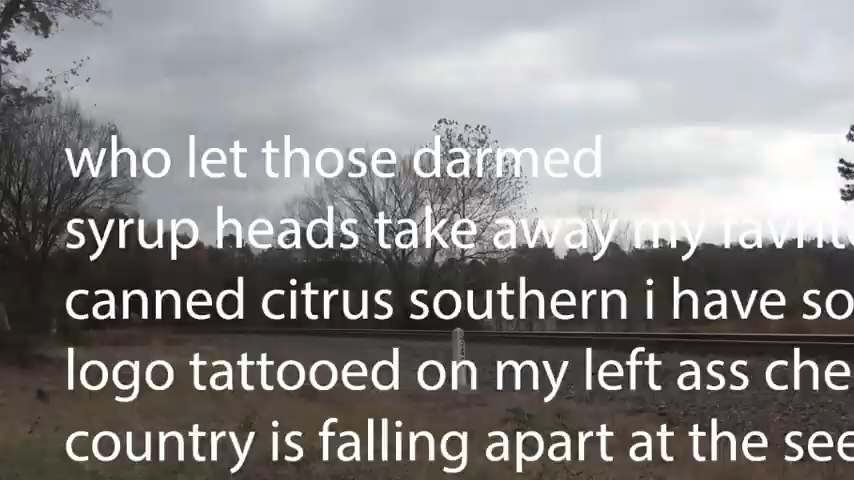 who let those darmed
syrup heads take away my favrite
canned citrus southern i have so
logo tattooed on my left ass che
country is falling apart at the see